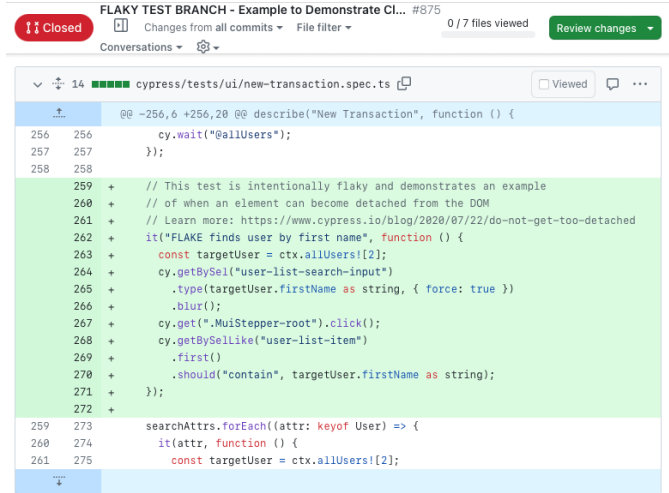 FLAKY TEST BRANCH - Example to Demonstrate Cl... #875
Closed
Changes from all commits
File filter
0 / 7 files viewed
Review changes
Conversations
14 cypress/tests/ui/new-transaction.spec.ts
Viewed
@@ -256,6 +256,20 @@ describe("New Transaction", function () {
256 256 cy.wait("@allUsers");
257 257 });
258 258
259 + // This test is intentionally flaky and demonstrates an example
260 + // of when an element can become detached from the DOM
261 + // Learn more: https://www.cypress.io/blog/2020/07/22/do-not-get-too-detached
262 + it("FLAKE finds user by first name", function () {
263 + const targetUser = ctx.allUsers![2];
264 + cy.getBySel("user-list-search-input")
265 + .type(targetUser.firstName as string, { force: true })
266 + .blur();
267 + cy.get(".MuiStepper-root").click();
268 + cy.getBySelLike("user-list-item")
269 + .first()
270 + .should("contain", targetUser.firstName as string);
271 + });
272 +
259 273 searchAttrs.forEach((attr: keyof User) => {
260 274 it(attr, function () {
261 275 const targetUser = ctx.allUsers![2];